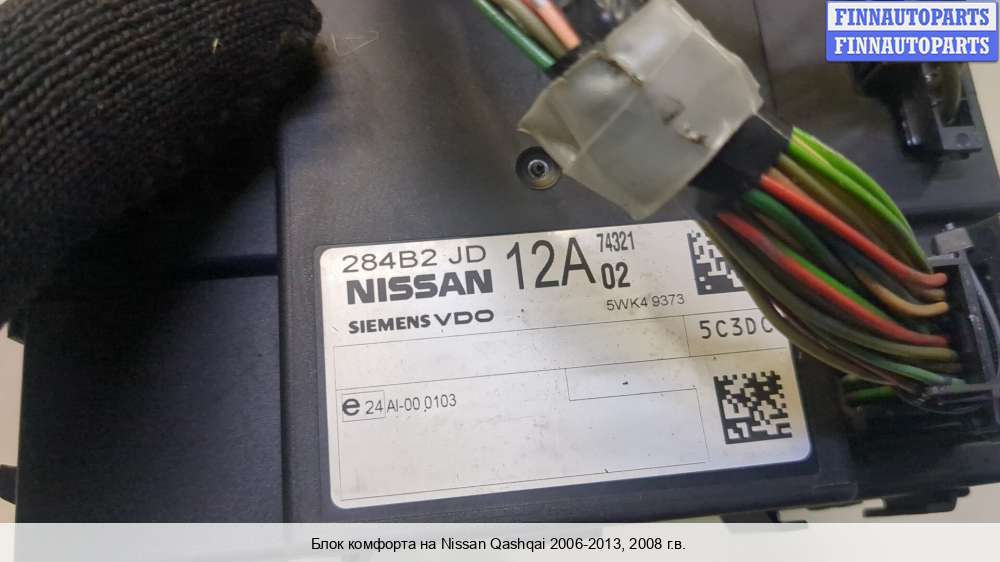 FINNAUTOPARTS
FINNAUTOPARTS
284B2 JD
NISSAN
12A
74321
02
SIEMENS VDO
5WK4 9373
5C3DC
e 24 AI-00 0103
Блок комфорта на Nissan Qashqai 2006-2013, 2008 г.в.